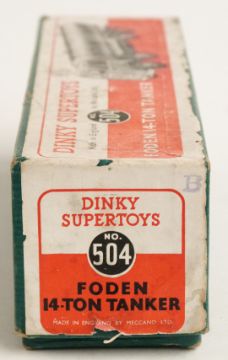 DINKY SUPERTOYS
504
FODEN 14-TON TANKER
B
DINKY
SUPERTOYS
NO.
504
FODEN
14-TON TANKER
MADE IN ENGLAND BY MECCANO LTD.